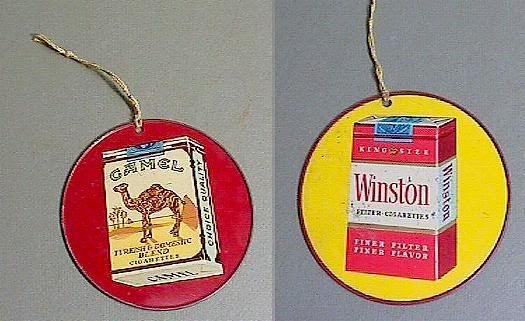 CAMEL
CHOICE QUALITY
TURKISH & DOMESTIC
BLEND
CIGARETTES
CAMEL
KING SIZE
Winston
Winston
FILTER-CIGARETTES
FINER FILTER
FINER FLAVOR